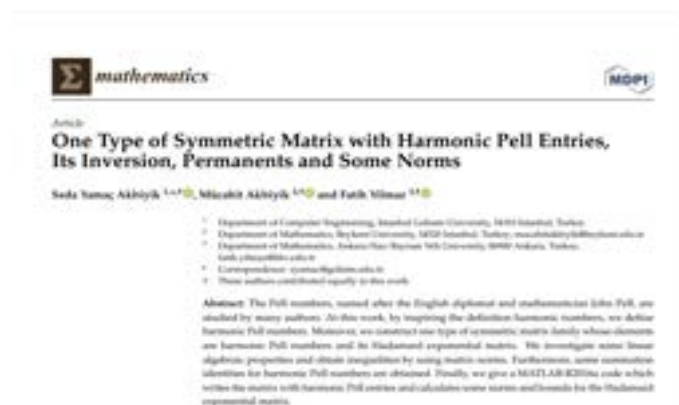 Σ mathematics
MDPI
Article
One Type of Symmetric Matrix with Harmonic Pell Entries,
Its Inversion, Permanents and Some Norms
Seda Yamaç Akbiyik, Mücahit Akbiyik and Fatih Yilmaz
Department of Computer Engineering, Istanbul Gelisim University, Istanbul, Turkey
Department of Mathematics, Beykent University, Istanbul, Turkey;
Department of Mathematics, Ankara Hacı Bayram Veli University, Ankara, Turkey;
Correspondence:
These authors contributed equally to this work.
Abstract: The Pell numbers, named after the English diplomat and mathematician John Pell, are
studied by many authors. At this work, by inspiring the definition harmonic numbers, we define
harmonic Pell numbers. Moreover, we construct one type of symmetric matrix family whose elements
are harmonic Pell numbers and its Hadamard exponential matrix. We investigate some linear
algebraic properties and obtain inequalities by using matrix norms. Furthermore, some summation
identities for harmonic Pell numbers are obtained. Finally, we give a MATLAB-R2016a code which
writes the matrix with harmonic Pell entries and calculates some norms and bounds for the Hadamard
exponential matrix.